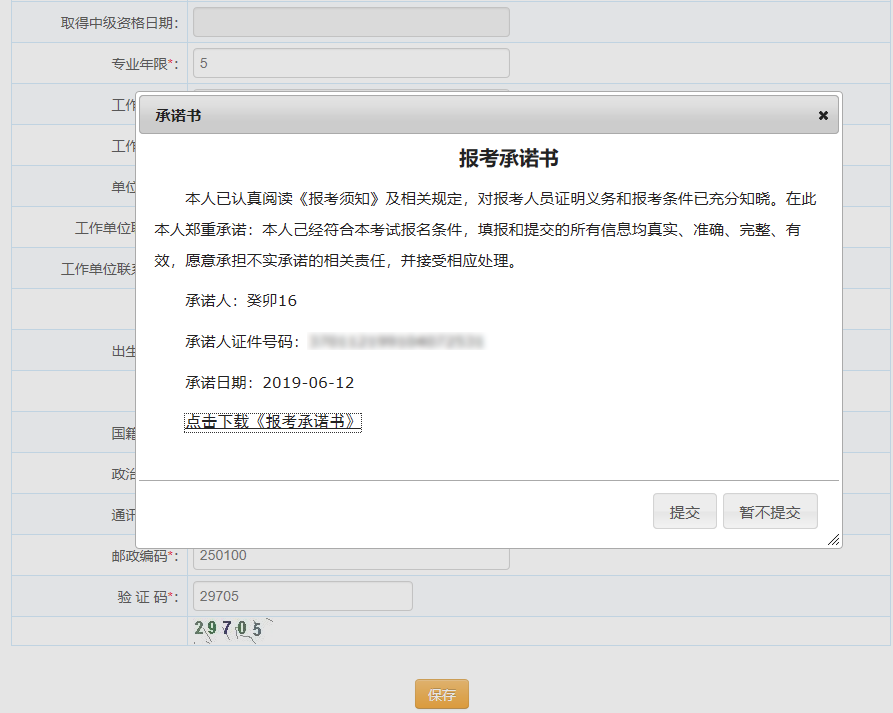 取得中级资格日期：
专业年限*： 5
工作
承诺书
报考承诺书
本人已认真阅读《报考须知》及相关规定，对报考人员证明义务和报考条件已充分知晓。在此
本人郑重承诺：本人已经符合本考试报名条件，填报和提交的所有信息均真实、准确、完整、有
效，愿意承担不实承诺的相关责任，并接受相应处理。
承诺人：癸卯16
承诺人证件号码：
承诺日期：2019-06-12
点击下载《报考承诺书》
提交 暂不提交
工作
单位
工作单位
工作单位联系
出生
国籍
政治
通讯
邮政编码*： 250100
验 证 码*： 29705
29705
保存